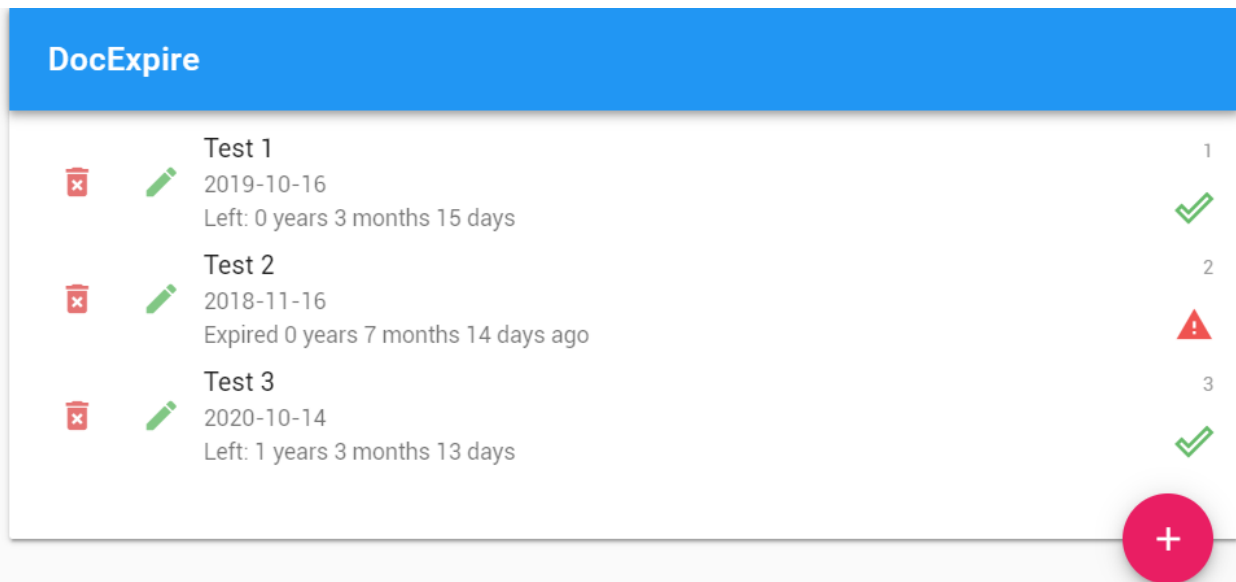 DocExpire
Test 1
1
2019-10-16
Left: 0 years 3 months 15 days
Test 2
2
2018-11-16
Expired 0 years 7 months 14 days ago
Test 3
3
2020-10-14
Left: 1 years 3 months 13 days